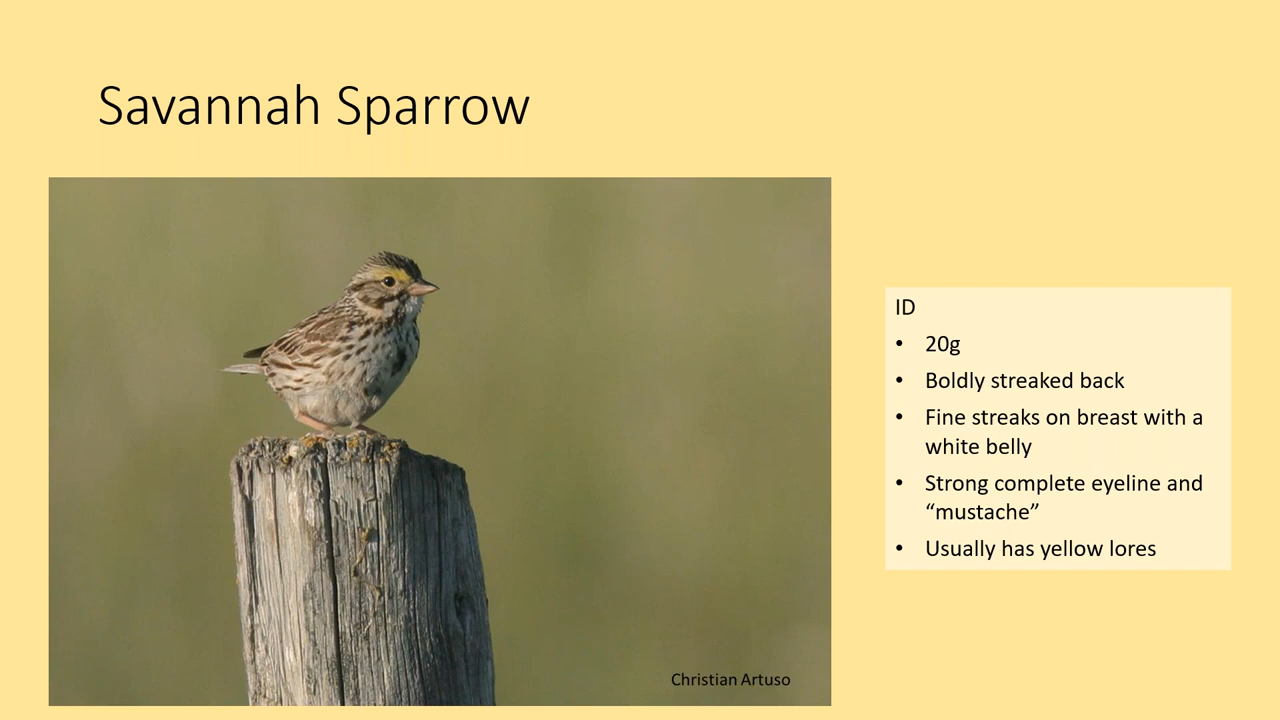 Savannah Sparrow
ID
• 20g
• Boldly streaked back
• Fine streaks on breast with a
white belly
• Strong complete eyeline and
“mustache”
• Usually has yellow lores
Christian Artuso